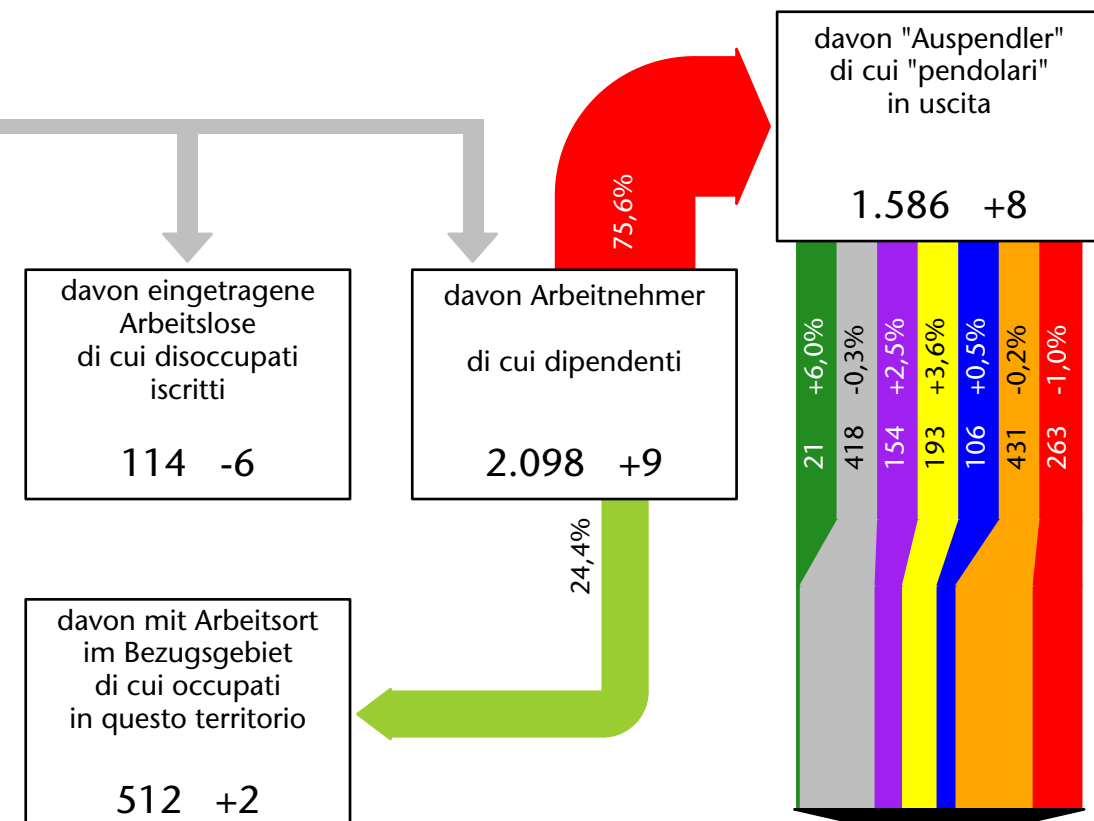 davon "Auspendler"
di cui "pendolari"
in uscita
1.586 +8
75,6%
davon eingetragene
Arbeitslose
di cui disoccupati
iscritti
114 -6
davon Arbeitnehmer
di cui dipendenti
2.098 +9
21 +6,0%
418 -0,3%
154 +2,5%
193 +3,6%
106 +0,5%
431 -0,2%
263 -1,0%
24,4%
davon mit Arbeitsort
im Bezugsgebiet
di cui occupati
in questo territorio
512 +2